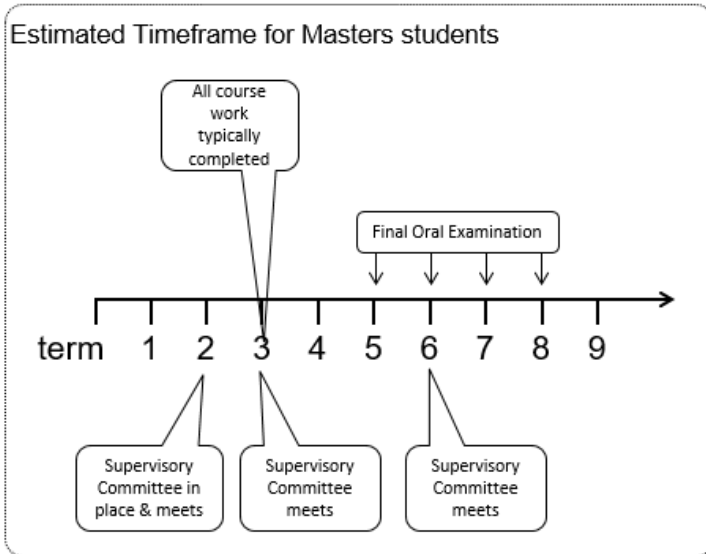 Estimated Timeframe for Masters students
All course
work
typically
completed
Final Oral Examination
term 1 2 3 4 5 6 7 8 9
Supervisory
Committee in
place & meets
Supervisory
Committee
meets
Supervisory
Committee
meets